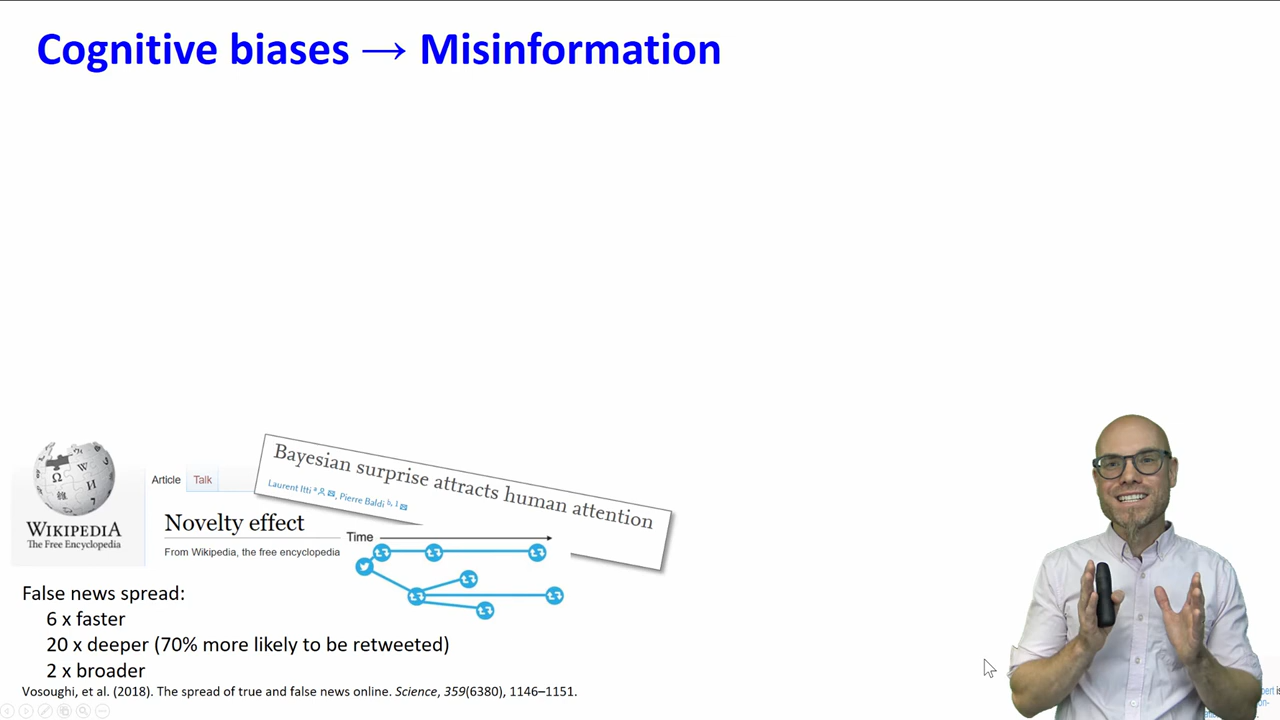 Cognitive biases → Misinformation
Bayesian surprise attracts human attention
Laurent Itti a, Pierre Baldi b, 1
Article Talk
WIKIPEDIA
The Free Encyclopedia
Novelty effect
From Wikipedia, the free encyclopedia
Time
False news spread:
6 x faster
20 x deeper (70% more likely to be retweeted)
2 x broader
Vosoughi, et al. (2018). The spread of true and false news online. Science, 359(6380), 1146–1151.